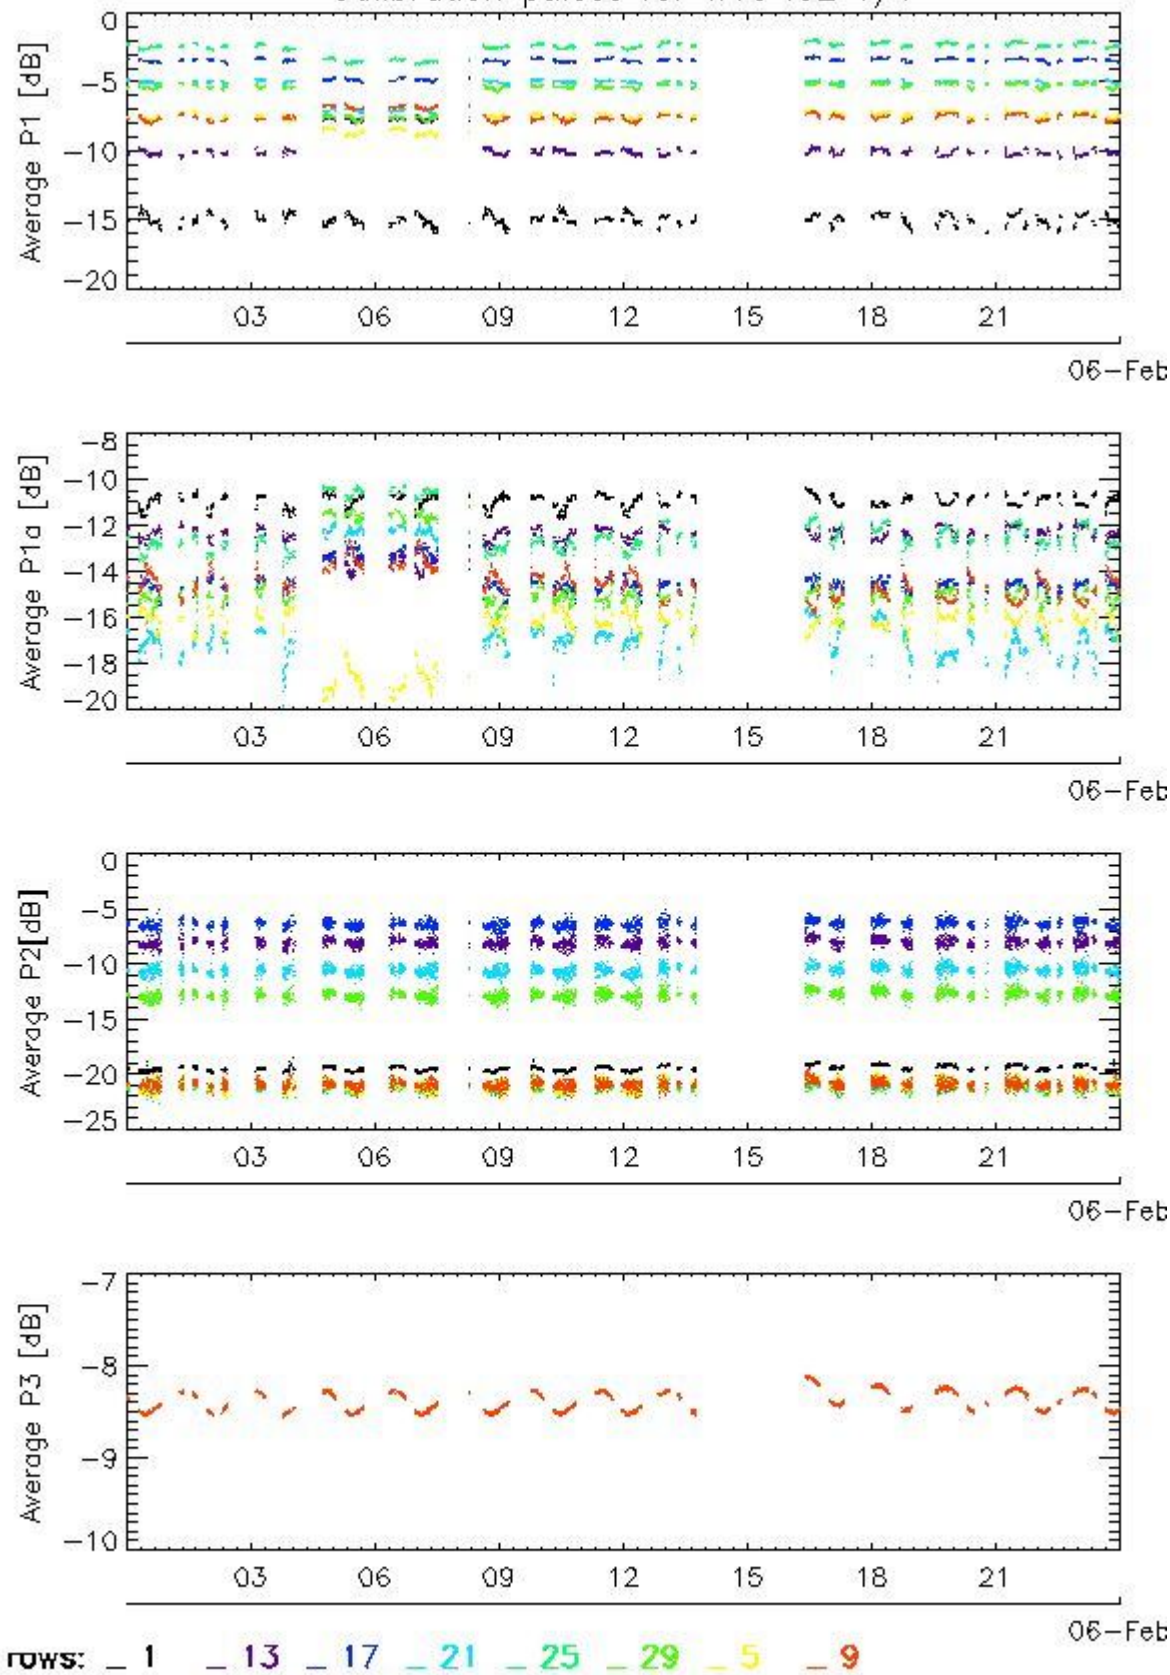 0
−5
−10
−15
−20
Average P1 [dB]
03 06 09 12 15 18 21
06−Feb
−8
−10
−12
−14
−16
−18
−20
Average P1a [dB]
03 06 09 12 15 18 21
06−Feb
0
−5
−10
−15
−20
−25
Average P2[dB]
03 06 09 12 15 18 21
06−Feb
−7
−8
−9
−10
Average P3 [dB]
03 06 09 12 15 18 21
06−Feb
rows: _ 1 _ 13 _ 17 _ 21 _ 25 _ 29 _ 5 _ 9